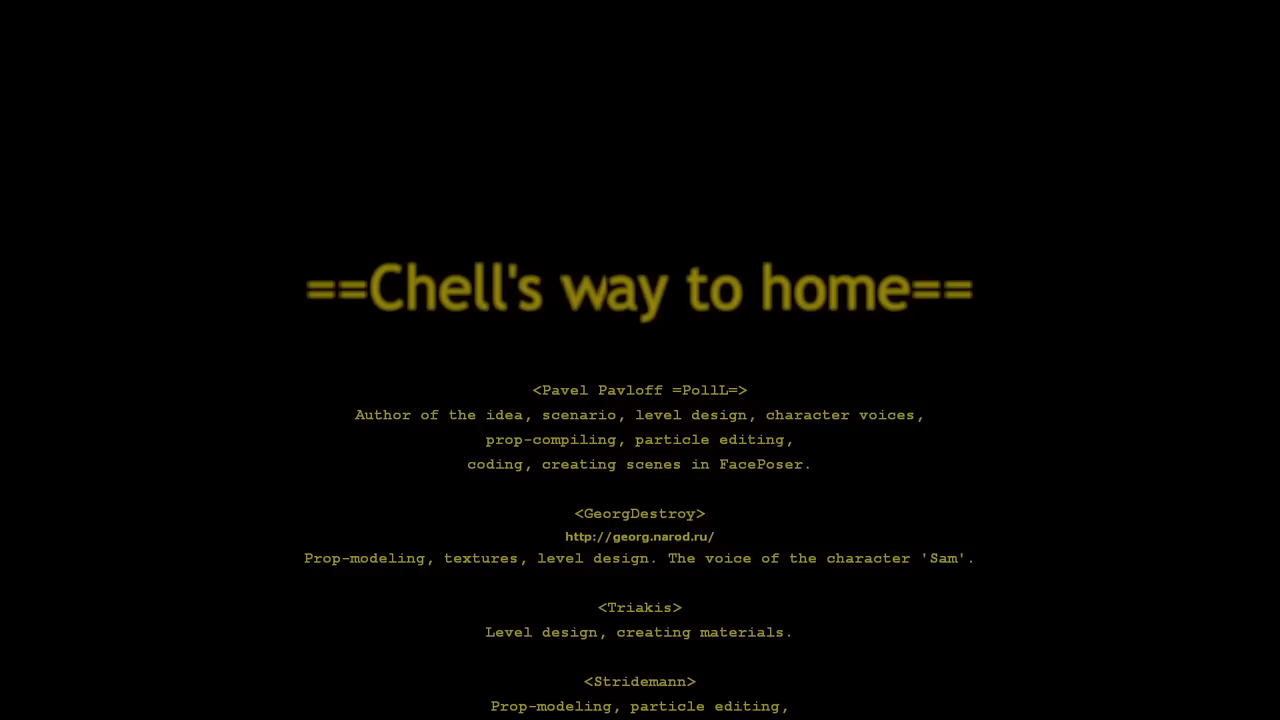 ==Chell's way to home==
<Pavel Pavloff =PollL=>
Author of the idea, scenario, level design, character voices,
prop-compiling, particle editing,
coding, creating scenes in FacePoser.
<GeorgDestroy>
http://georg.narod.ru/
Prop-modeling, textures, level design. The voice of the character 'Sam'.
<Triakis>
Level design, creating materials.
<Stridemann>
Prop-modeling, particle editing,